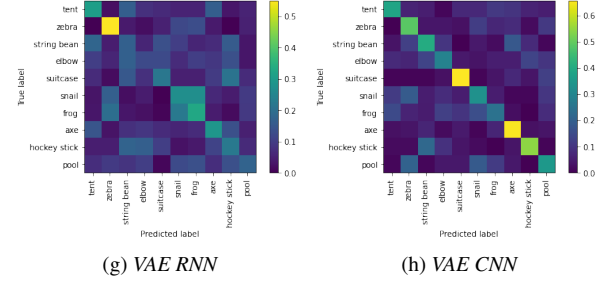 tent
zebra
string bean
elbow
suitcase
snail
frog
axe
hockey stick
pool
True label
tent
zebra
string bean
elbow
suitcase
snail
frog
axe
hockey stick
pool
Predicted label
0.5
0.4
0.3
0.2
0.1
0.0
(g) VAE RNN
tent
zebra
string bean
elbow
suitcase
snail
frog
axe
hockey stick
pool
True label
tent
zebra
string bean
elbow
suitcase
snail
frog
axe
hockey stick
pool
Predicted label
0.6
0.5
0.4
0.3
0.2
0.1
0.0
(h) VAE CNN